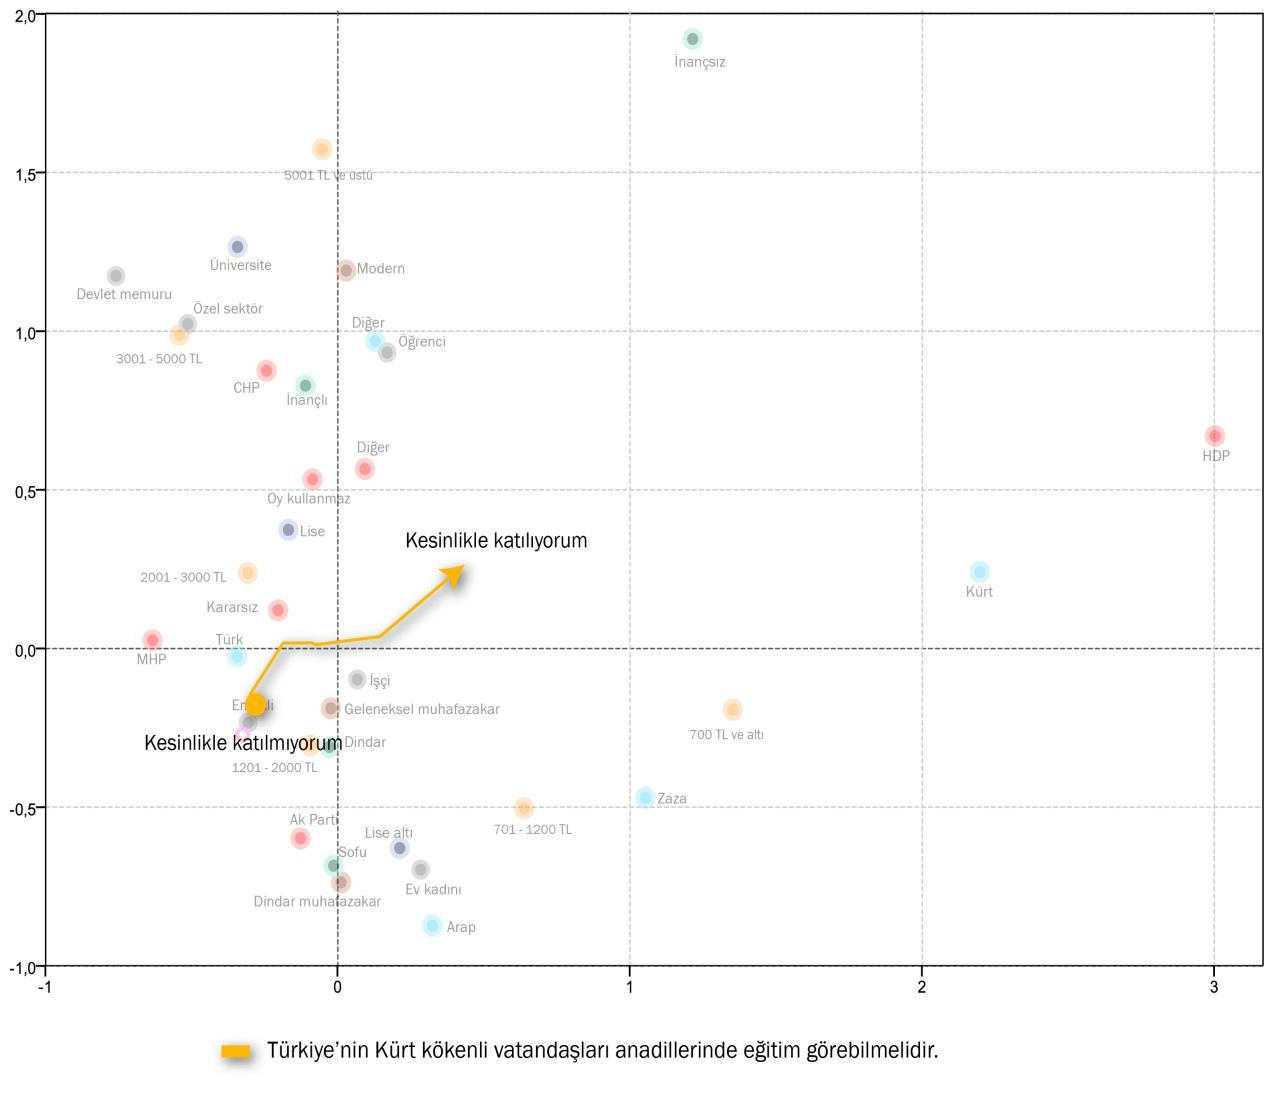 2,0
İnançsız
5001 TL ve üstü
1,5
Üniversite
Modern
Devlet memuru
Özel sektör
Diğer
1,0
Öğrenci
3001 - 5000 TL
CHP
İnançlı
Diğer
HDP
0,5
Oy kullanmaz
Lise
Kesinlikle katılıyorum
2001 - 3000 TL
Kürt
Kararsız
Türk
0,0
MHP
İşçi
Geleneksel muhafazakar
700 TL ve altı
Kesinlikle katılmıyorum
Dindar
1201 - 2000 TL
Zaza
-0,5
Ak Parti
701 - 1200 TL
Lise altı
Sofu
Ev kadını
Dindar muhafazakar
Arap
-1,0
-1 0 1 2 3
Türkiye’nin Kürt kökenli vatandaşları anadillerinde eğitim görebilmelidir.